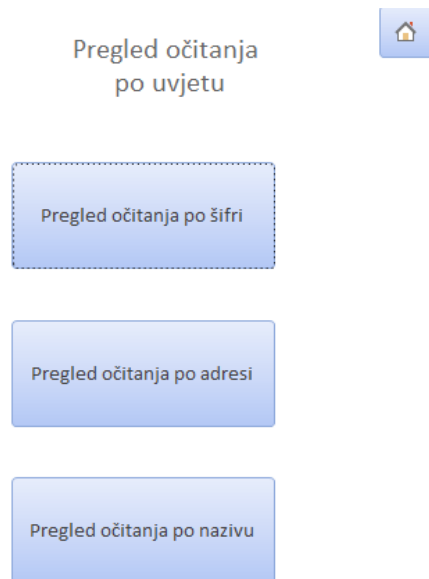 Pregled očitanja
po uvjetu
Pregled očitanja po šifri
Pregled očitanja po adresi
Pregled očitanja po nazivu